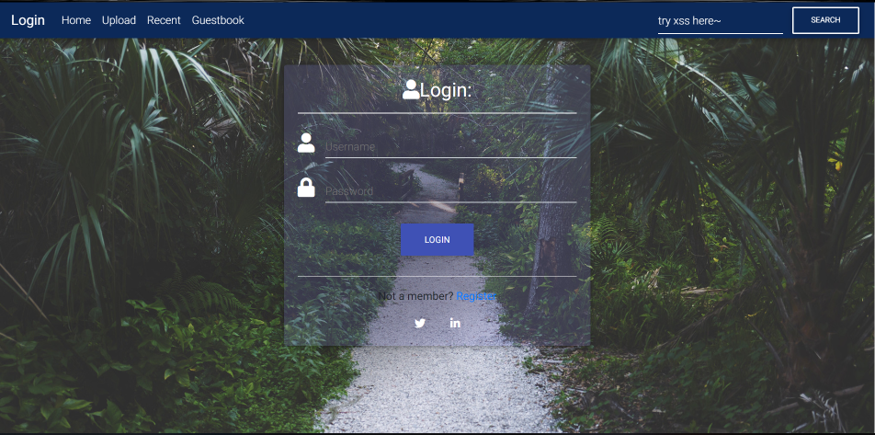 Login Home Upload Recent Guestbook try xss here~ SEARCH
Login:
Username
Password
LOGIN
Not a member? Register